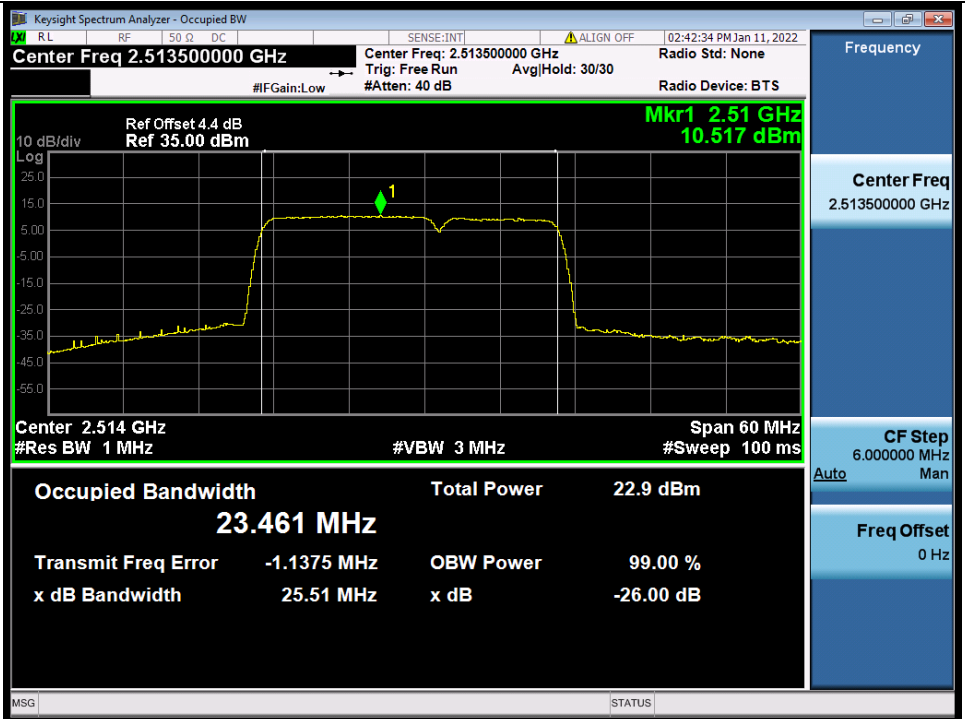 Keysight Spectrum Analyzer - Occupied BW
LXI RL RF 50 Ω DC SENSE:INT ALIGN OFF 02:42:34 PM Jan 11, 2022
Center Freq 2.513500000 GHz
Center Freq: 2.513500000 GHz
Radio Std: None
Trig: Free Run Avg|Hold: 30/30
#IFGain:Low
#Atten: 40 dB
Radio Device: BTS
Frequency
Ref Offset 4.4 dB
Mkr1 2.51 GHz
10 dB/div Ref 35.00 dBm
10.517 dBm
Log
25.0
15.0
5.00
-5.00
-15.0
-25.0
-35.0
-45.0
-55.0
1
Center 2.514 GHz
Span 60 MHz
#Res BW 1 MHz
#VBW 3 MHz
#Sweep 100 ms
Center Freq
2.513500000 GHz
CF Step
6.000000 MHz
Auto Man
Freq Offset
0 Hz
Occupied Bandwidth
Total Power 22.9 dBm
23.461 MHz
Transmit Freq Error -1.1375 MHz OBW Power 99.00 %
x dB Bandwidth 25.51 MHz x dB -26.00 dB
MSG STATUS